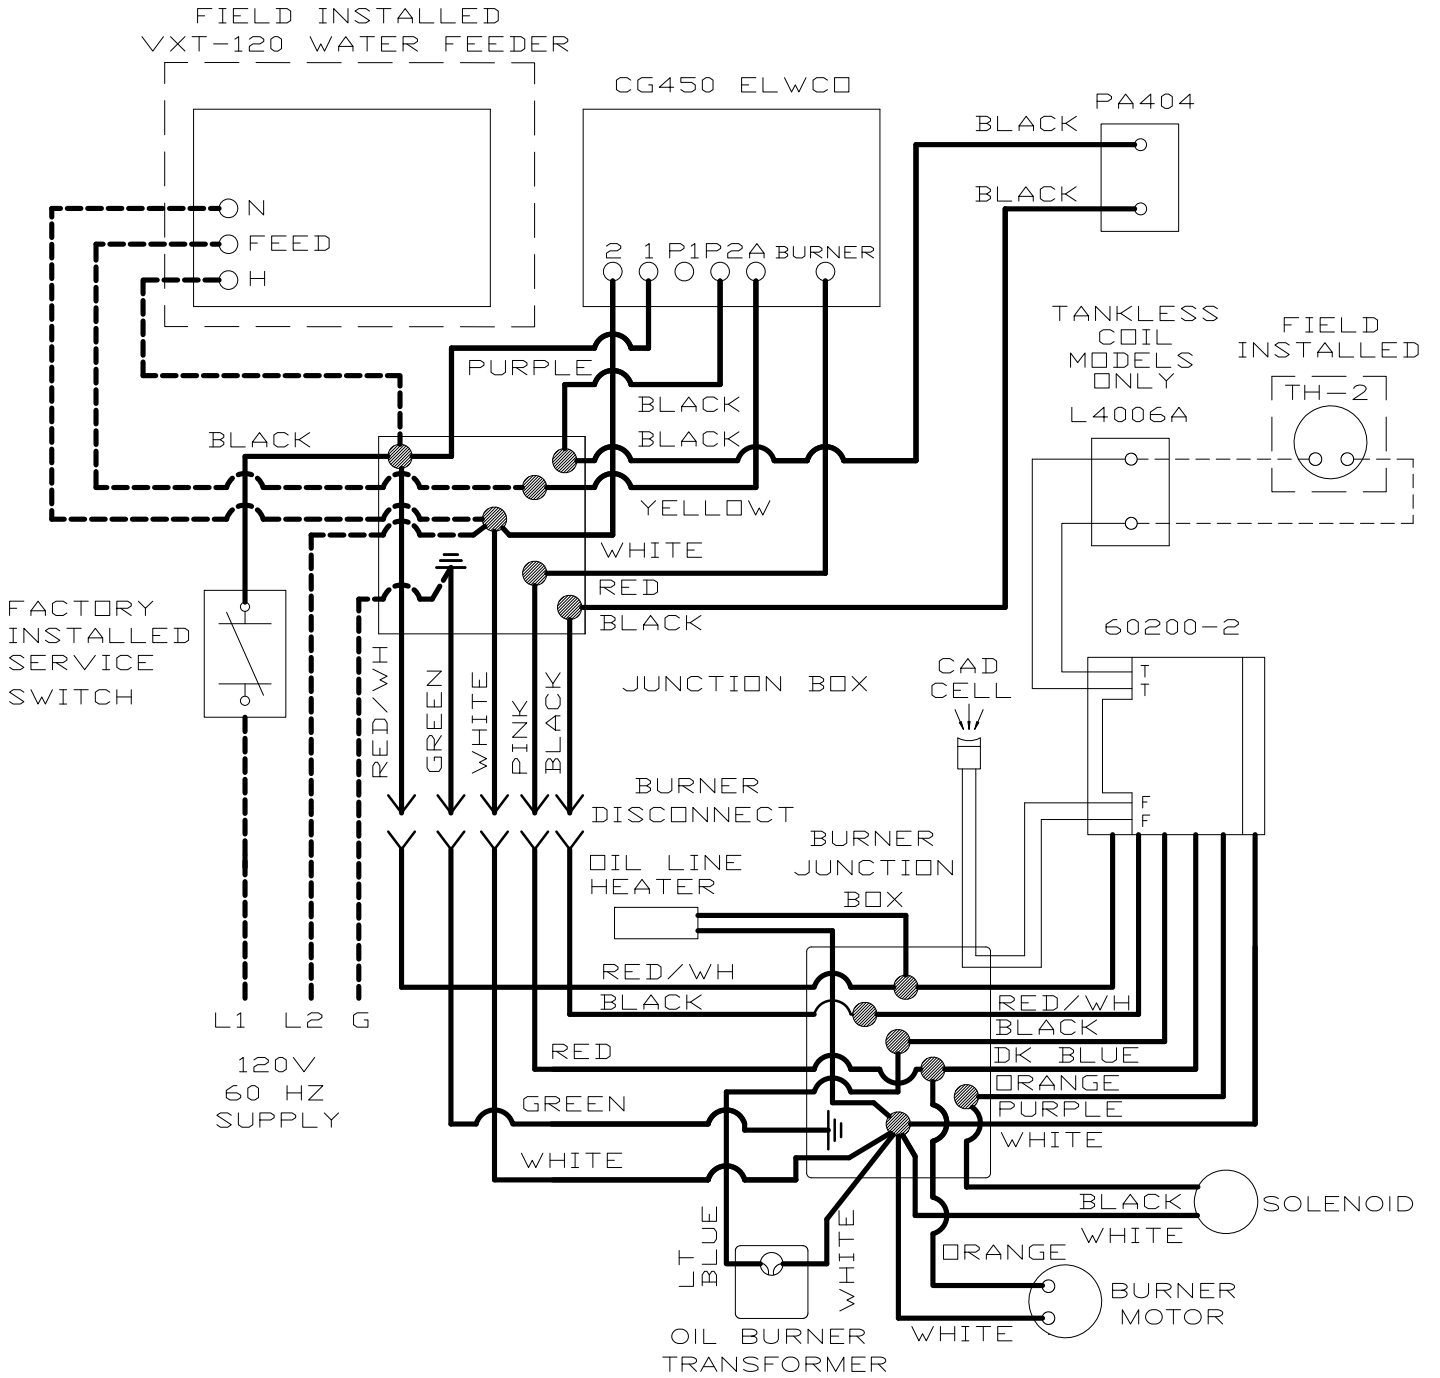 FIELD INSTALLED
VXT-120 WATER FEEDER
CG450 ELWCO
PA404
BLACK
BLACK
N
FEED
H
2 1 P1 P2 A BURNER
TANKLESS
COIL
MODELS
ONLY
L4006A
FIELD
INSTALLED
TH-2
PURPLE
BLACK
BLACK
BLACK
YELLOW
WHITE
RED
BLACK
FACTORY
INSTALLED
SERVICE
SWITCH
60200-2
T
T
F
F
CAD
CELL
JUNCTION BOX
RED/WH
GREEN
WHITE
PINK
BLACK
BURNER
DISCONNECT
BURNER
JUNCTION
BOX
OIL LINE
HEATER
RED/WH
BLACK
RED/WH
BLACK
DK BLUE
ORANGE
PURPLE
WHITE
L1 L2 G
120V
60 HZ
SUPPLY
RED
GREEN
WHITE
BLACK
WHITE
SOLENOID
LT
BLUE
WHITE
ORANGE
WHITE
BURNER
MOTOR
OIL BURNER
TRANSFORMER